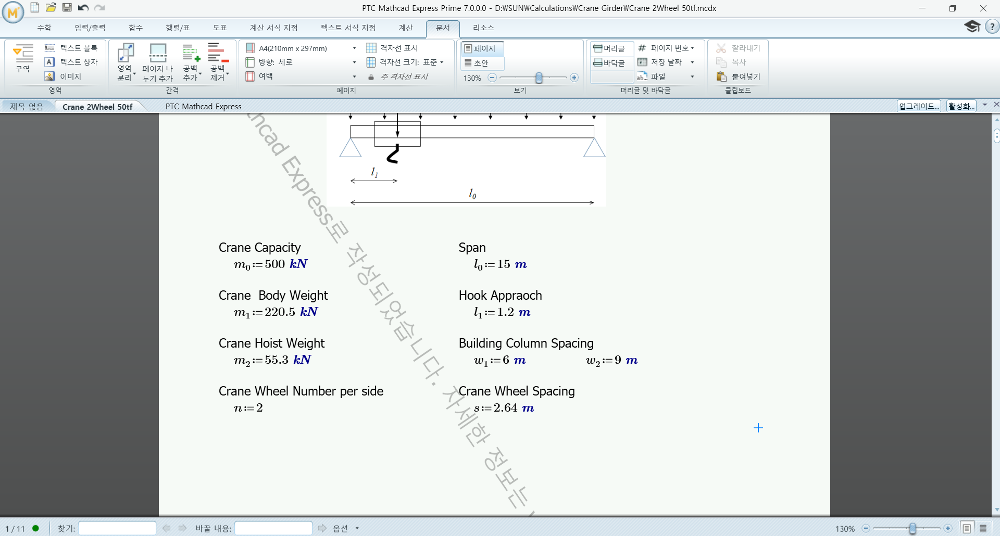 PTC Mathcad Express Prime 7.0.0.0 - D:₩SUN₩Calculations₩Crane Girder₩Crane 2Wheel 50tf.mcdx
수학 입력/출력 함수 행렬/표 도표 계산 서식 지정 텍스트 서식 지정 계산 문서 리소스
구역
텍스트 블록
텍스트 상자
이미지
영역
영역 분리
페이지 나누기 추가
공백 추가
공백 제거
간격
A4(210mm x 297mm)
방향: 세로
여백
격자선 표시
격자선 크기: 표준
주 격자선 표시
페이지
페이지
초안
130%
보기
머리글
바닥글
페이지 번호
저장 날짜
파일
머리글 및 바닥글
잘라내기
복사
붙여넣기
클립보드
제목 없음 Crane 2Wheel 50tf PTC Mathcad Express 업그레이드... 활성화...
l1
l0
thcad Express로 작성되었습니다. 자세한 정보는
Crane Capacity Span
m0:=500 kN l0:=15 m
Crane Body Weight Hook Appraoch
m1:=220.5 kN l1:=1.2 m
Crane Hoist Weight Building Column Spacing
m2:=55.3 kN w1:=6 m w2:=9 m
Crane Wheel Number per side Crane Wheel Spacing
n:=2 s:=2.64 m
1 / 11 찾기: 바꿀 내용: 옵션 130%